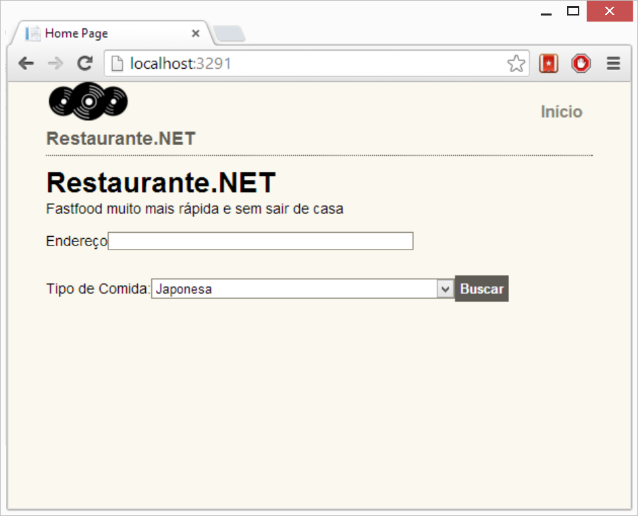 Home Page
localhost:3291
Início
Restaurante.NET
Restaurante.NET
Fastfood muito mais rápida e sem sair de casa
Endereço
Tipo de Comida: Japonesa Buscar